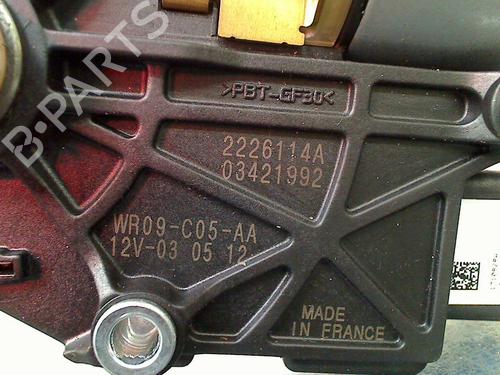 >PBT-GF30<
2226114A
03421992
WR09-C05-AA
12V-03 05 12
MADE
IN FRANCE
B-PARTS